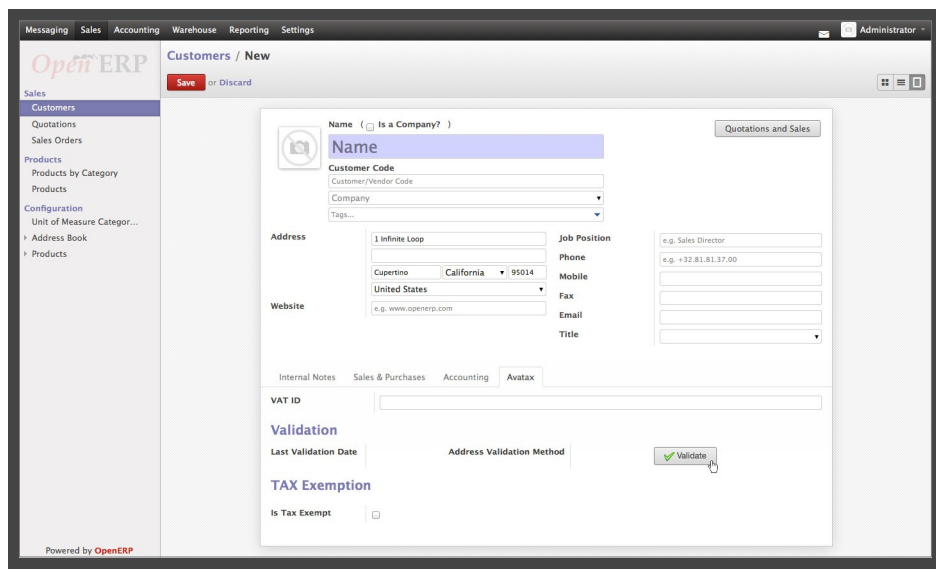 Messaging Sales Accounting Warehouse Reporting Settings Administrator
Open ERP
Customers / New
Save or Discard
Sales
Customers
Quotations
Sales Orders
Products
Products by Category
Products
Configuration
Unit of Measure Categor...
Address Book
Products
Powered by OpenERP
Name ( Is a Company? )
Quotations and Sales
Name
Customer Code
Customer/Vendor Code
Company
Tags...
Address
1 Infinite Loop
Cupertino California 95014
United States
Website
e.g. www.openerp.com
Job Position e.g. Sales Director
Phone e.g. +32.81.81.37.00
Mobile
Fax
Email
Title
Internal Notes Sales & Purchases Accounting Avatax
VAT ID
Validation
Last Validation Date Address Validation Method Validate
TAX Exemption
Is Tax Exempt